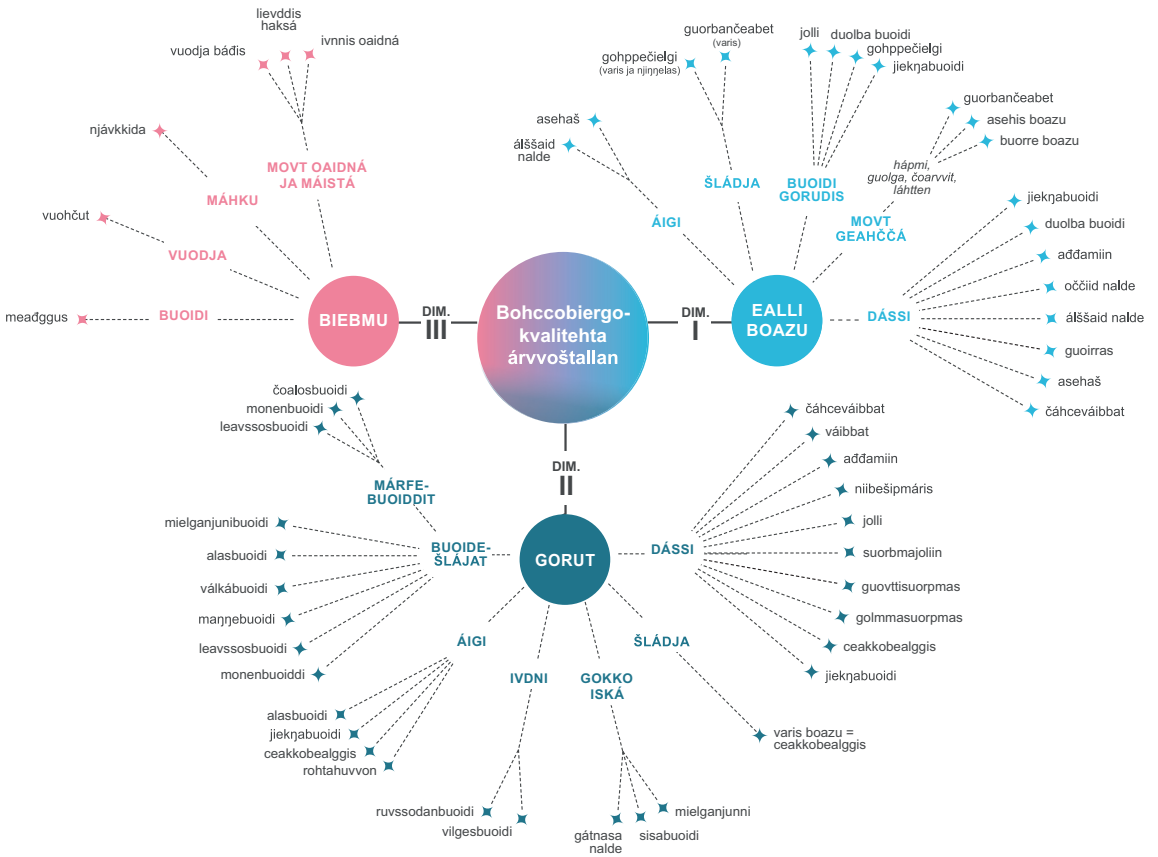 lievddis
haksá
vuodja báđis
ivnnis oaidná
njávkkida
MOVT OAIDNÁ
JA MÁISTÁ
MÁHKU
vuohčut
VUODJA
meađggus
BUOIDI
BIEBMU
DIM.
III
Bohccobiergo-
kvalitehta
árvvoštallan
DIM.
I
EALLI
BOAZU
guorbančeabet
(varis)
gohppečielgi
(varis ja njiŋŋelas)
jolli
duolba buoidi
gohppečielgi
jiekŋabuoidi
asehaš
álššaid
nalde
ÁIGI
ŠLÁDJA
BUOIDI
GORUDIS
guorbančeabet
asehis boazu
buorre boazu
hápmi,
guolga, čoarvvit,
láhtten
MOVT
GEAHČČÁ
DÁSSI
jiekŋabuoidi
duolba buoidi
ađđamiin
oččiid nalde
álššaid nalde
guoirras
asehaš
čáhceváibbat
DIM.
II
GORUT
čoalosbuoidi
monenbuoidi
leavssosbuoidi
MÁRFE-
BUOIDDIT
BUOIDE-
ŠLÁJAT
mielganjunibuoidi
alasbuoidi
válkábuoidi
maŋŋebuoidi
leavssosbuoidi
monenbuoiddi
ÁIGI
alasbuoidi
jiekŋabuoidi
ceakkobealggis
rohtahuvvon
IVDNI
ruvssodanbuoidi
vilgesbuoidi
GOKKO
ISKÁ
gátnasa
nalde
sisabuoidi
mielganjunni
ŠLÁDJA
varis boazu =
ceakkobealggis
DÁSSI
čáhceváibbat
váibbat
ađđamiin
niibešipmáris
jolli
suorbmajoliin
guovttisuorpmas
golmmasuorpmas
ceakkobealggis
jiekŋabuoidi